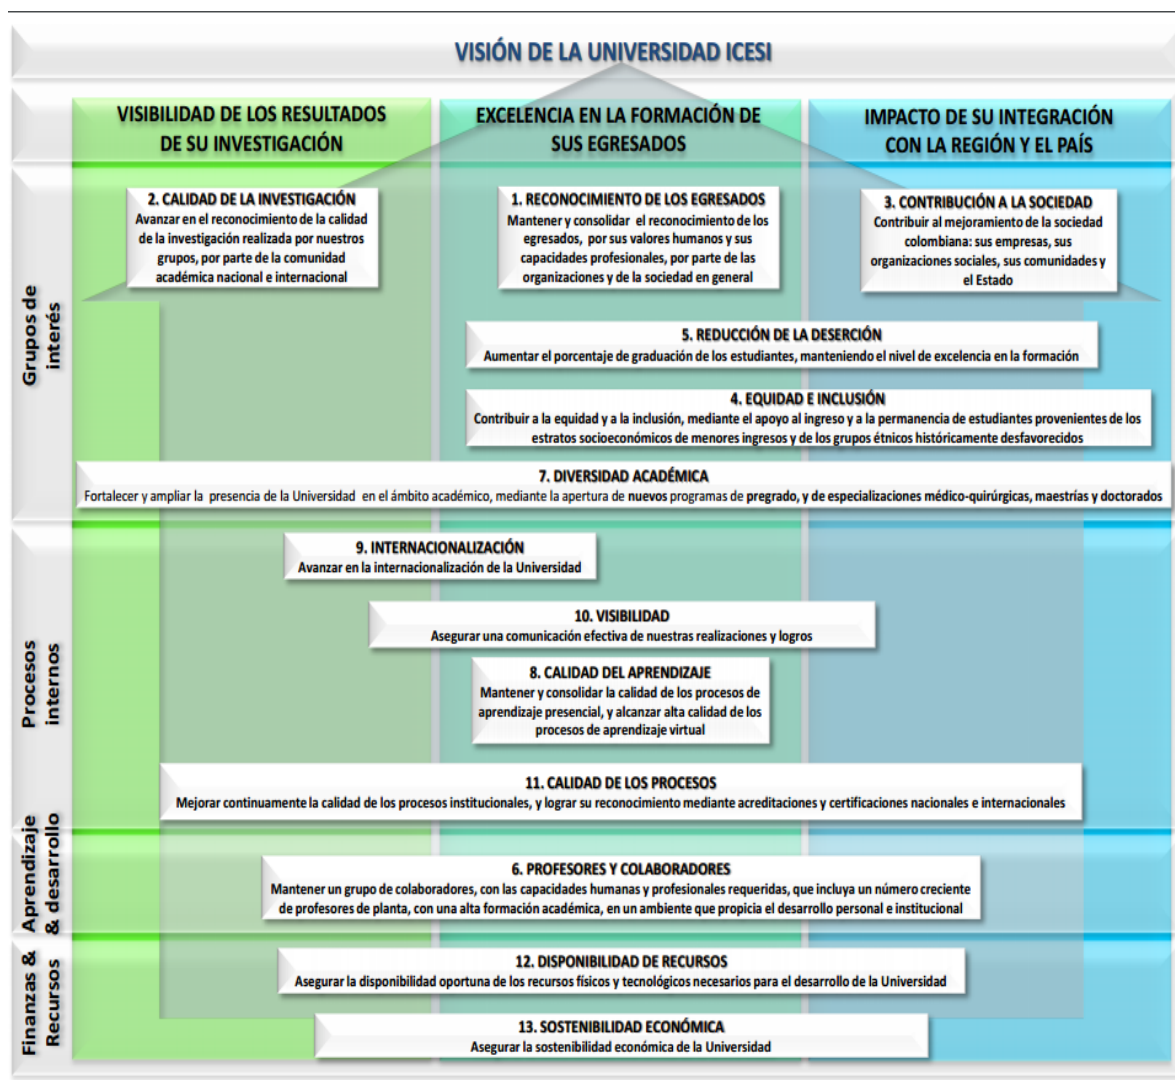 VISIÓN DE LA UNIVERSIDAD ICESI
VISIBILIDAD DE LOS RESULTADOS
DE SU INVESTIGACIÓN
EXCELENCIA EN LA FORMACIÓN DE
SUS EGRESADOS
IMPACTO DE SU INTEGRACIÓN
CON LA REGIÓN Y EL PAÍS
Grupos de
interés
2. CALIDAD DE LA INVESTIGACIÓN
Avanzar en el reconocimiento de la calidad
de la investigación realizada por nuestros
grupos, por parte de la comunidad
académica nacional e internacional
1. RECONOCIMIENTO DE LOS EGRESADOS
Mantener y consolidar el reconocimiento de los
egresados, por sus valores humanos y sus
capacidades profesionales, por parte de las
organizaciones y de la sociedad en general
3. CONTRIBUCIÓN A LA SOCIEDAD
Contribuir al mejoramiento de la sociedad
colombiana: sus empresas, sus
organizaciones sociales, sus comunidades y
el Estado
5. REDUCCIÓN DE LA DESERCIÓN
Aumentar el porcentaje de graduación de los estudiantes, manteniendo el nivel de excelencia en la formación
4. EQUIDAD E INCLUSIÓN
Contribuir a la equidad y a la inclusión, mediante el apoyo al ingreso y a la permanencia de estudiantes provenientes de los
estratos socioeconómicos de menores ingresos y de los grupos étnicos históricamente desfavorecidos
7. DIVERSIDAD ACADÉMICA
Fortalecer y ampliar la presencia de la Universidad en el ámbito académico, mediante la apertura de nuevos programas de pregrado, y de especializaciones médico-quirúrgicas, maestrías y doctorados
Procesos
internos
9. INTERNACIONALIZACIÓN
Avanzar en la internacionalización de la Universidad
10. VISIBILIDAD
Asegurar una comunicación efectiva de nuestras realizaciones y logros
8. CALIDAD DEL APRENDIZAJE
Mantener y consolidar la calidad de los procesos de
aprendizaje presencial, y alcanzar alta calidad de los
procesos de aprendizaje virtual
11. CALIDAD DE LOS PROCESOS
Mejorar continuamente la calidad de los procesos institucionales, y lograr su reconocimiento mediante acreditaciones y certificaciones nacionales e internacionales
Aprendizaje
& desarrollo
6. PROFESORES Y COLABORADORES
Mantener un grupo de colaboradores, con las capacidades humanas y profesionales requeridas, que incluya un número creciente
de profesores de planta, con una alta formación académica, en un ambiente que propicia el desarrollo personal e institucional
Finanzas &
Recursos
12. DISPONIBILIDAD DE RECURSOS
Asegurar la disponibilidad oportuna de los recursos físicos y tecnológicos necesarios para el desarrollo de la Universidad
13. SOSTENIBILIDAD ECONÓMICA
Asegurar la sostenibilidad económica de la Universidad